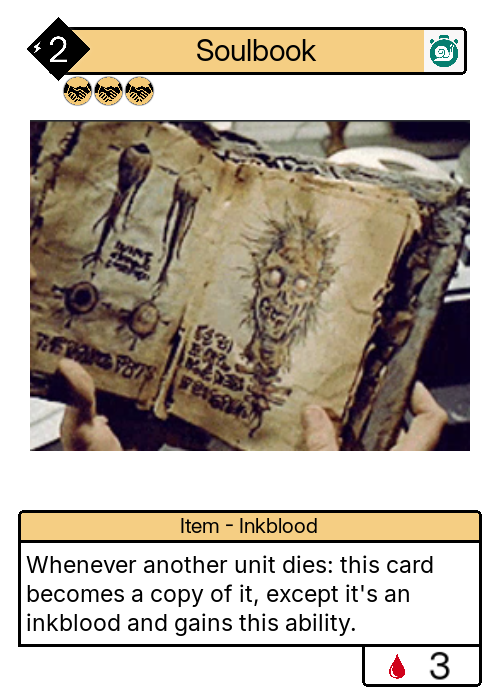 2
Soulbook
Item - Inkblood
Whenever another unit dies: this card
becomes a copy of it, except it's an
inkblood and gains this ability.
3